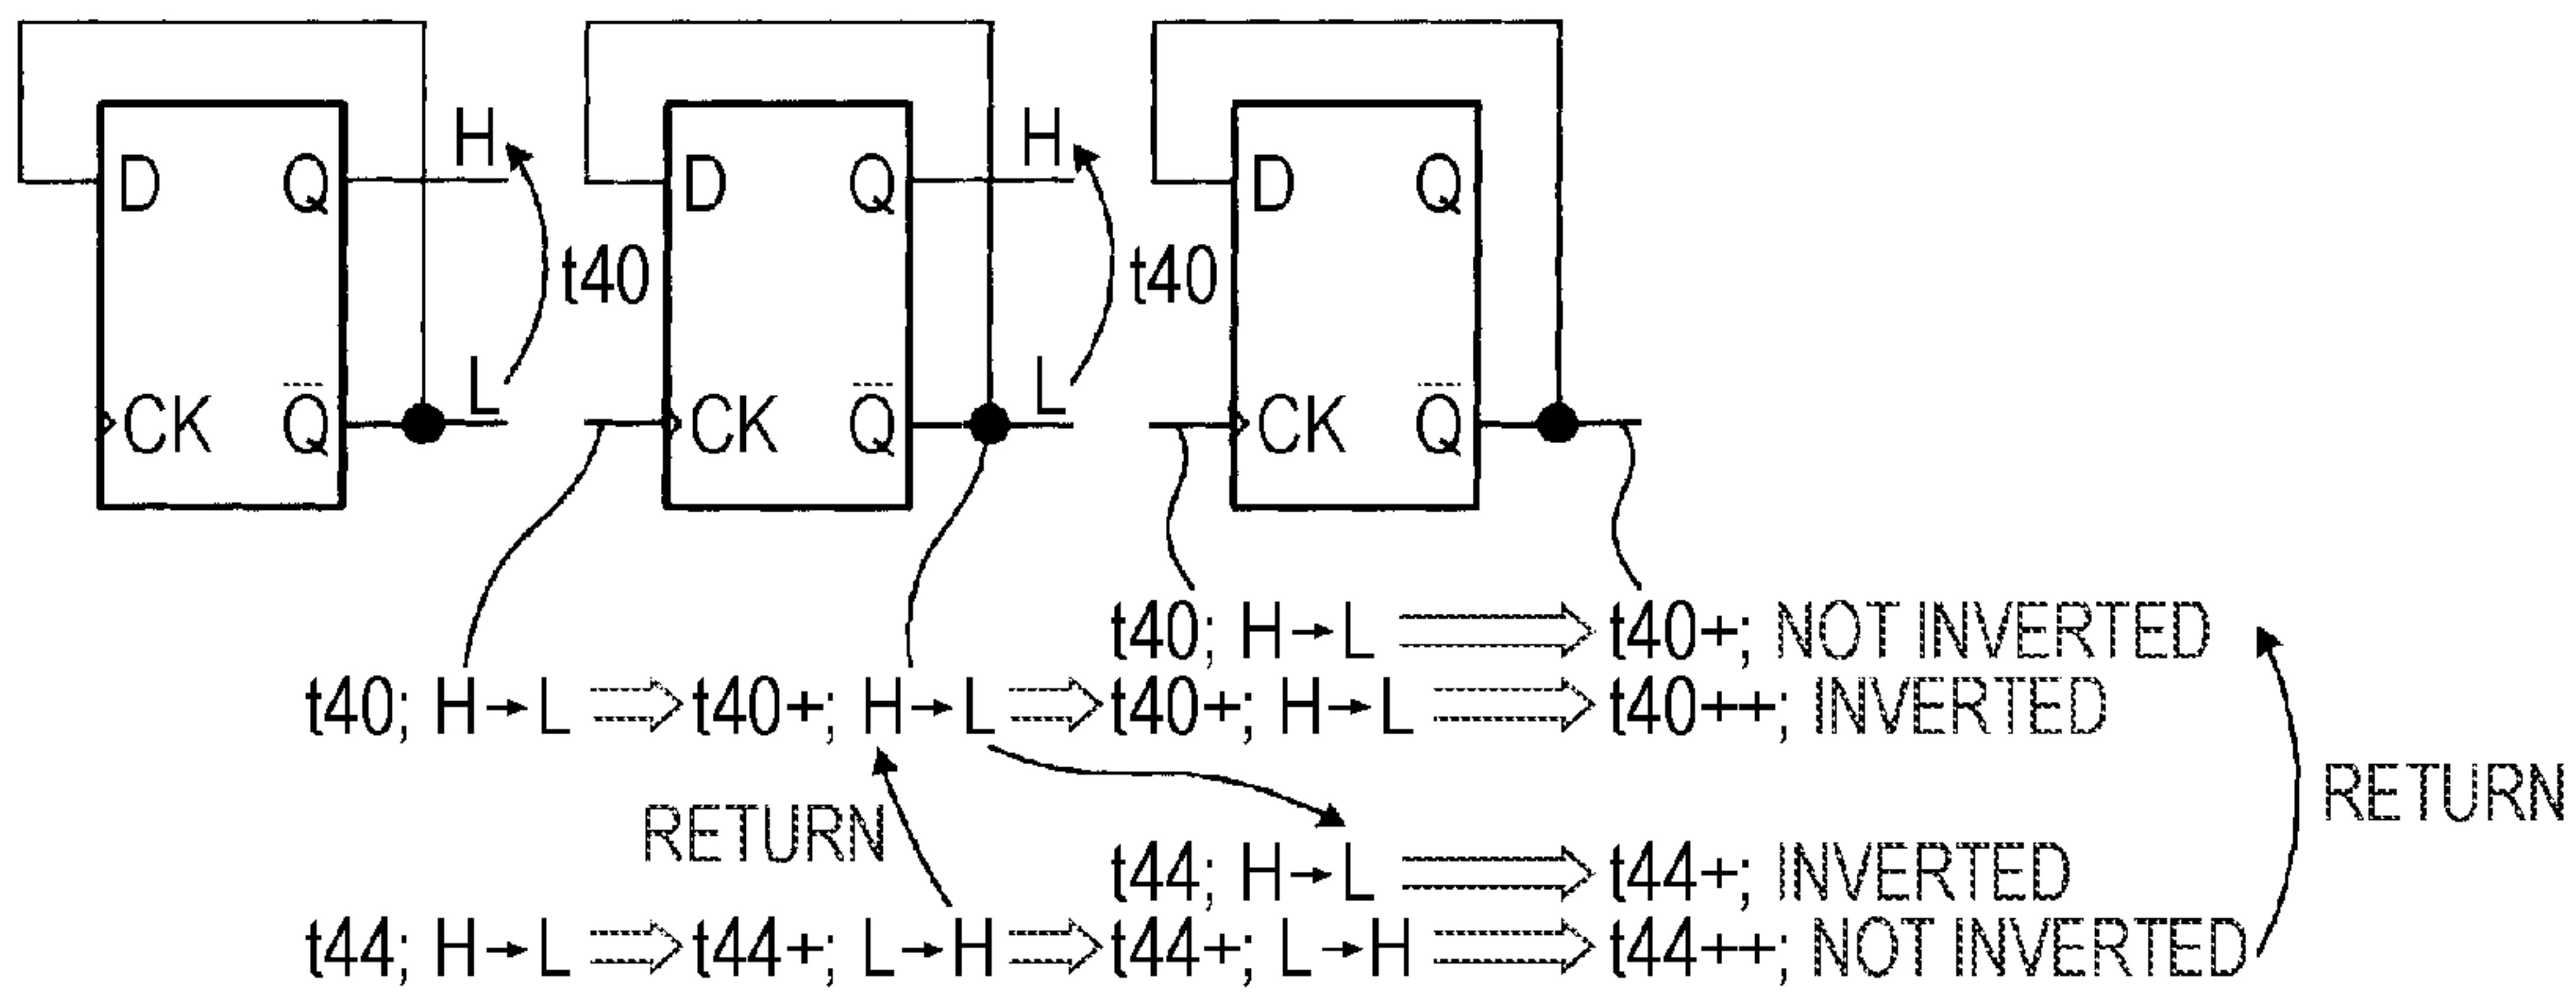 H H
D Q D Q D Q
t40 t40
L L
CK Q̅ CK Q̅ CK Q̅
t40; H→L ⇒ t40+; NOT INVERTED
t40; H→L ⇒ t40+; H→L ⇒ t40+; H→L ⇒ t40++; INVERTED
RETURN RETURN
t44; H→L ⇒ t44+; INVERTED
t44; H→L ⇒ t44+; L→H ⇒ t44+; L→H ⇒ t44++; NOT INVERTED